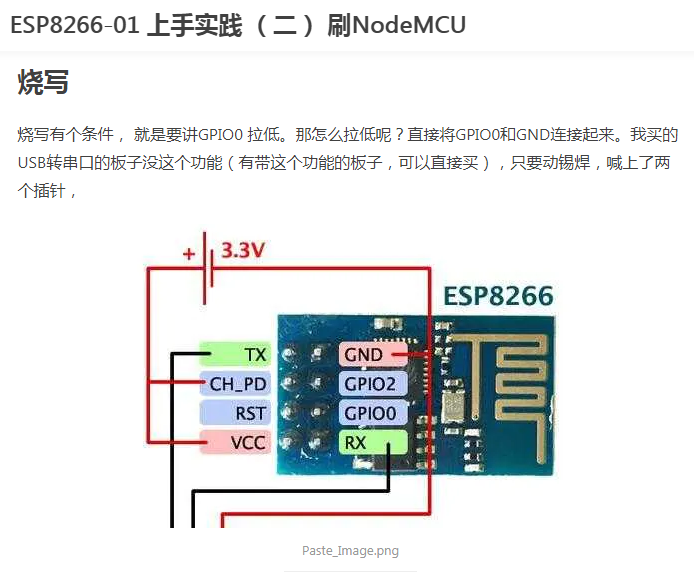 ESP8266-01 上手实践 （ 二 ） 刷NodeMCU
烧写
烧写有个条件， 就是要讲GPIO0 拉低。那怎么拉低呢？直接将GPIO0和GND连接起来。我买的
USB转串口的板子没这个功能（有带这个功能的板子，可以直接买），只要动锡焊，喊上了两
个插针，
+ 3.3V
ESP8266
TX GND
CH_PD GPIO2
RST GPIO0
VCC RX
Paste_Image.png